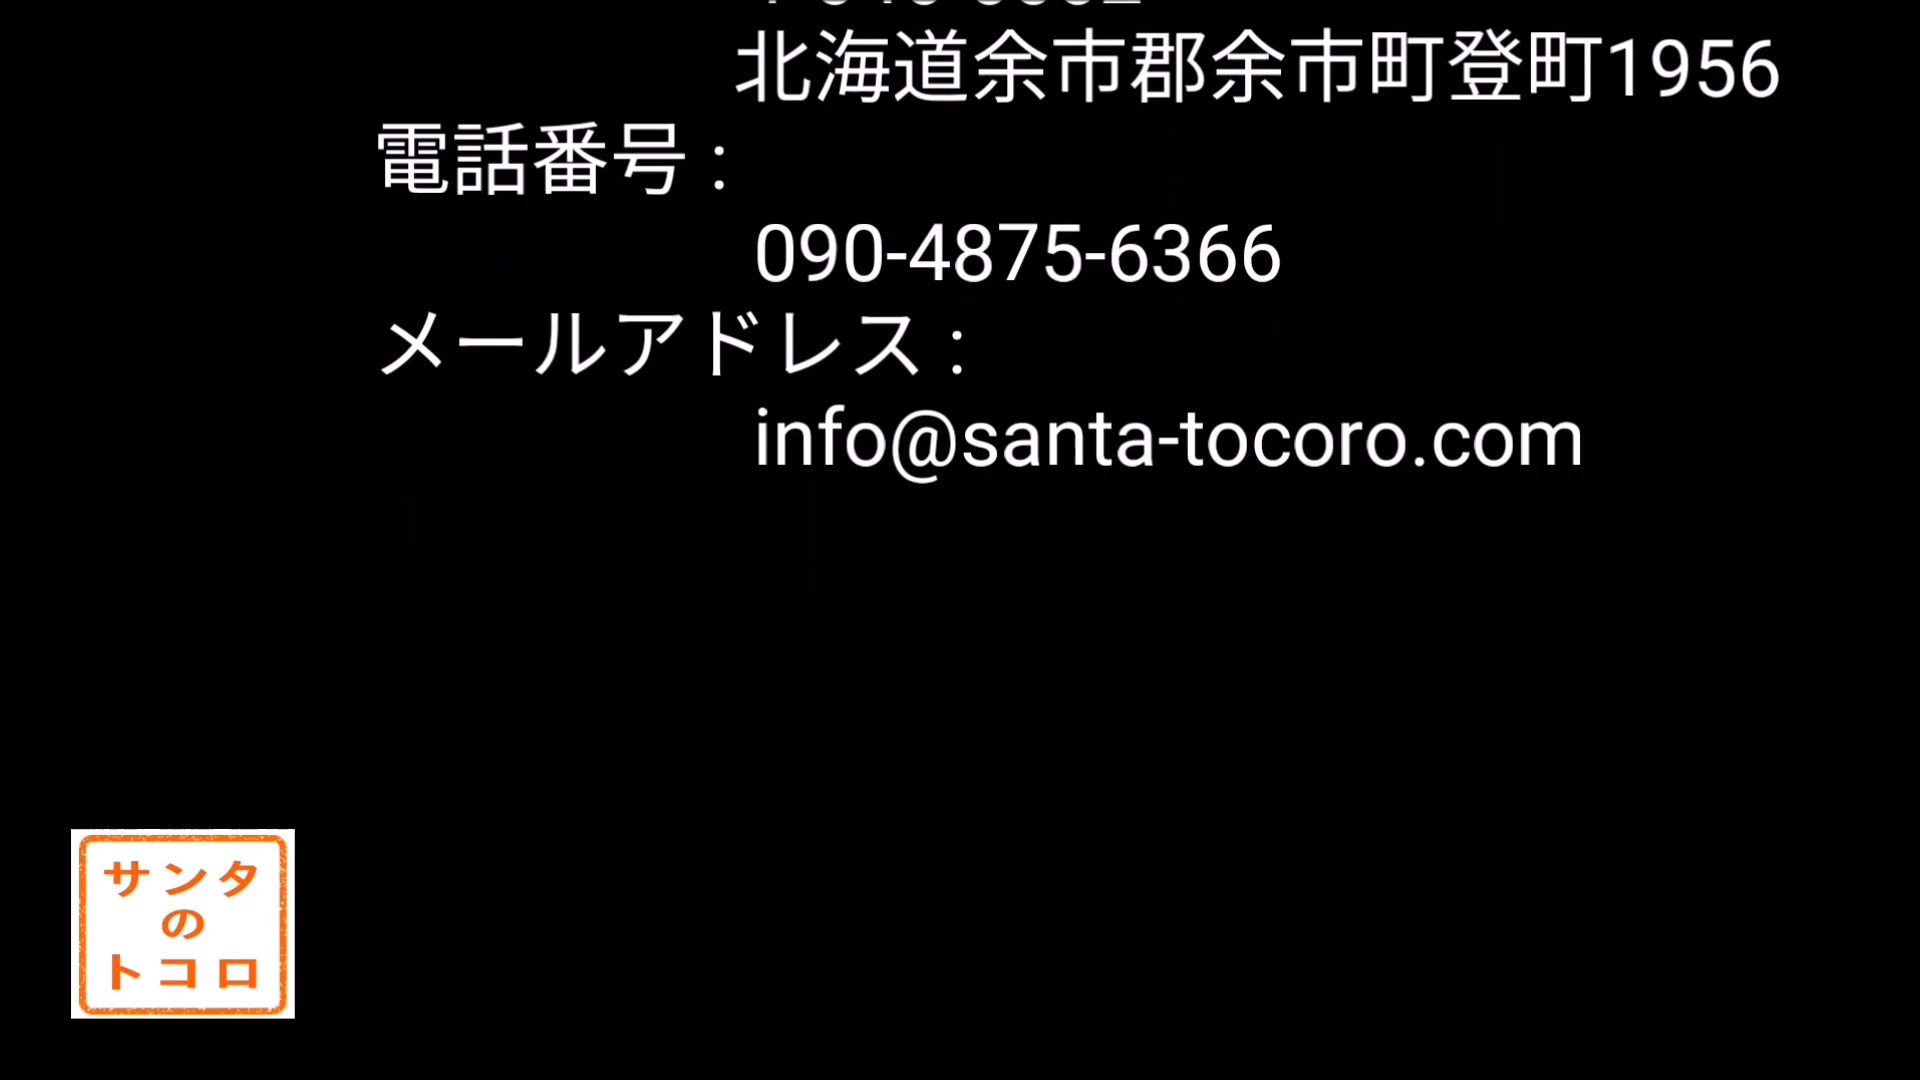 北海道余市郡余市町登町1956
電話番号：
090-4875-6366
メールアドレス：
info@santa-tocoro.com
サンタ
の
トコロ